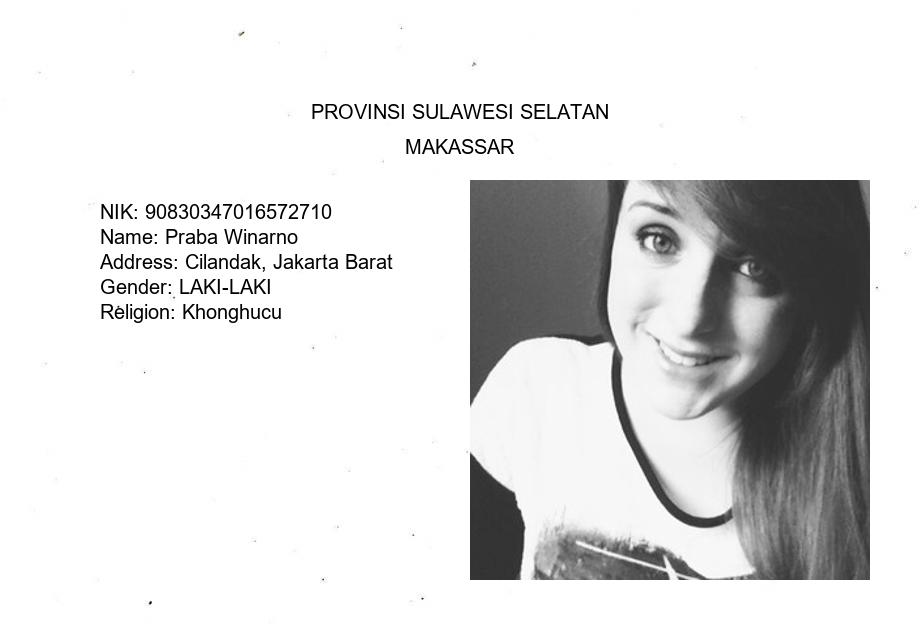 PROVINSI SULAWESI SELATAN
MAKASSAR
NIK: 90830347016572710
Name: Praba Winarno
Address: Cilandak, Jakarta Barat
Gender: LAKI-LAKI
Religion: Khonghucu